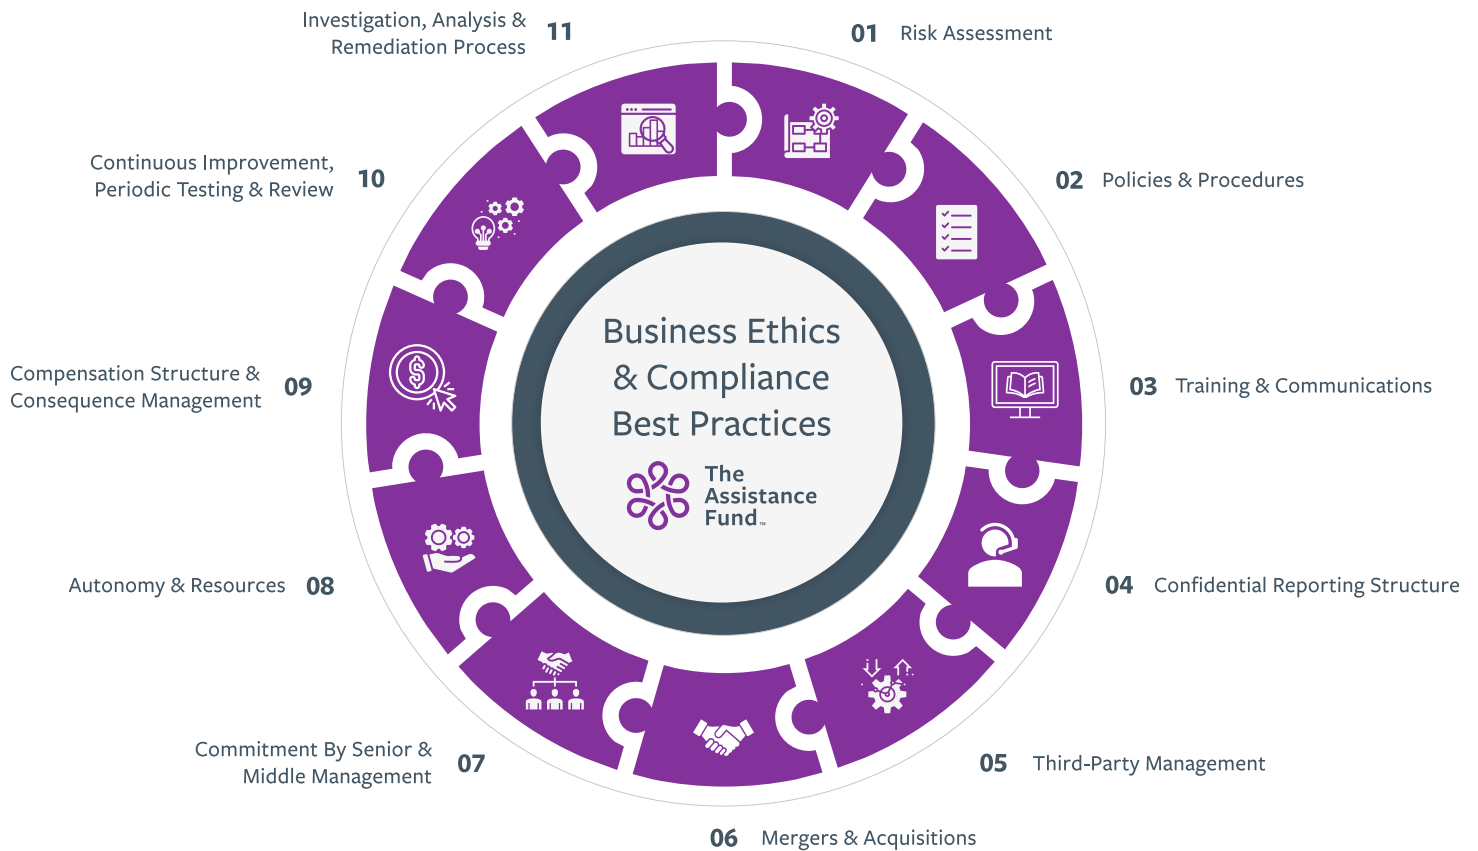 Investigation, Analysis &
Remediation Process
11
01 Risk Assessment
Continuous Improvement,
Periodic Testing & Review
10
02 Policies & Procedures
Compensation Structure &
Consequence Management
09
03 Training & Communications
Business Ethics
& Compliance
Best Practices
The
Assistance
Fund™
Autonomy & Resources 08
04 Confidential Reporting Structure
Commitment By Senior &
Middle Management
07
05 Third-Party Management
06 Mergers & Acquisitions